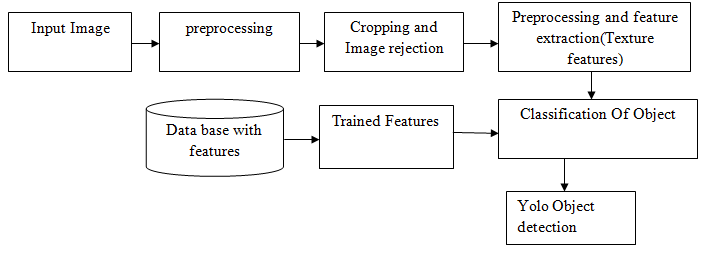 Input Image
preprocessing
Cropping and
Image rejection
Preprocessing and feature
extraction(Texture
features)
Data base with
features
Trained Features
Classification Of Object
Yolo Object
detection